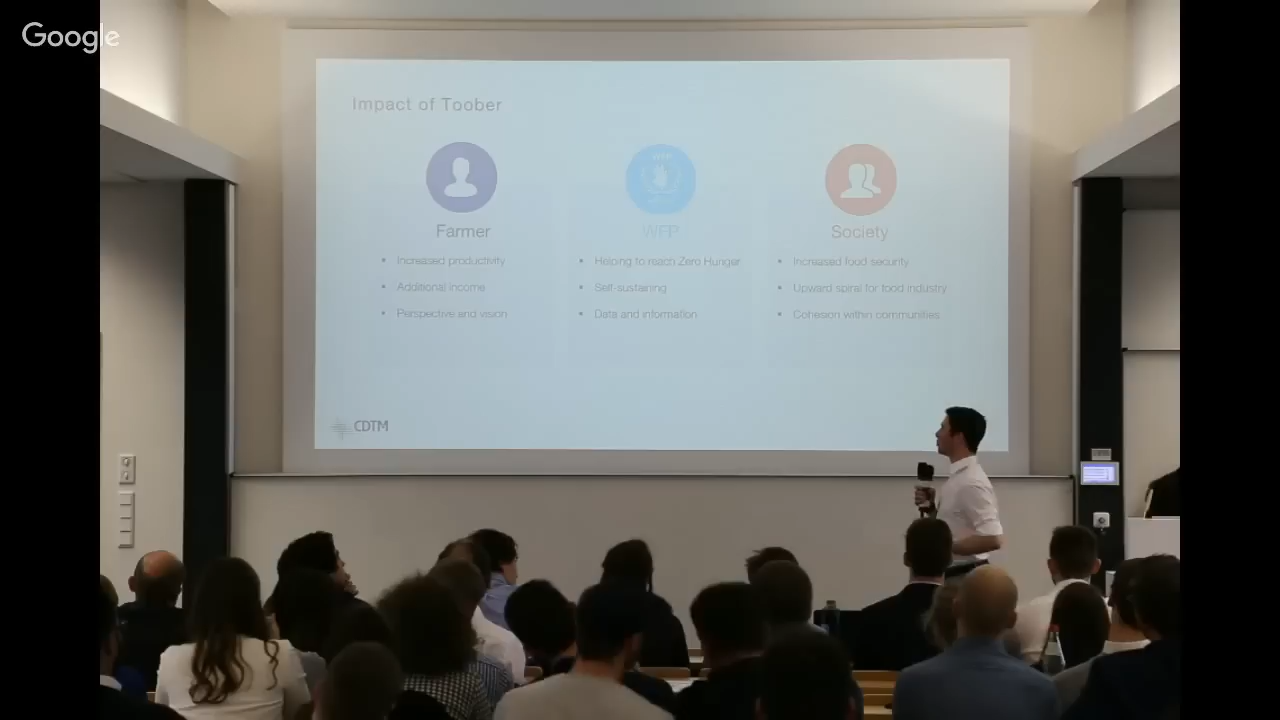 Google
Impact of Toober
Farmer
WFP
Society
Increased productivity
Helping to reach Zero Hunger
Increased food security
Additional income
Self-sustaining
Upward spiral for food industry
Perspective and vision
Data and information
Cohesion within communities
CDTM